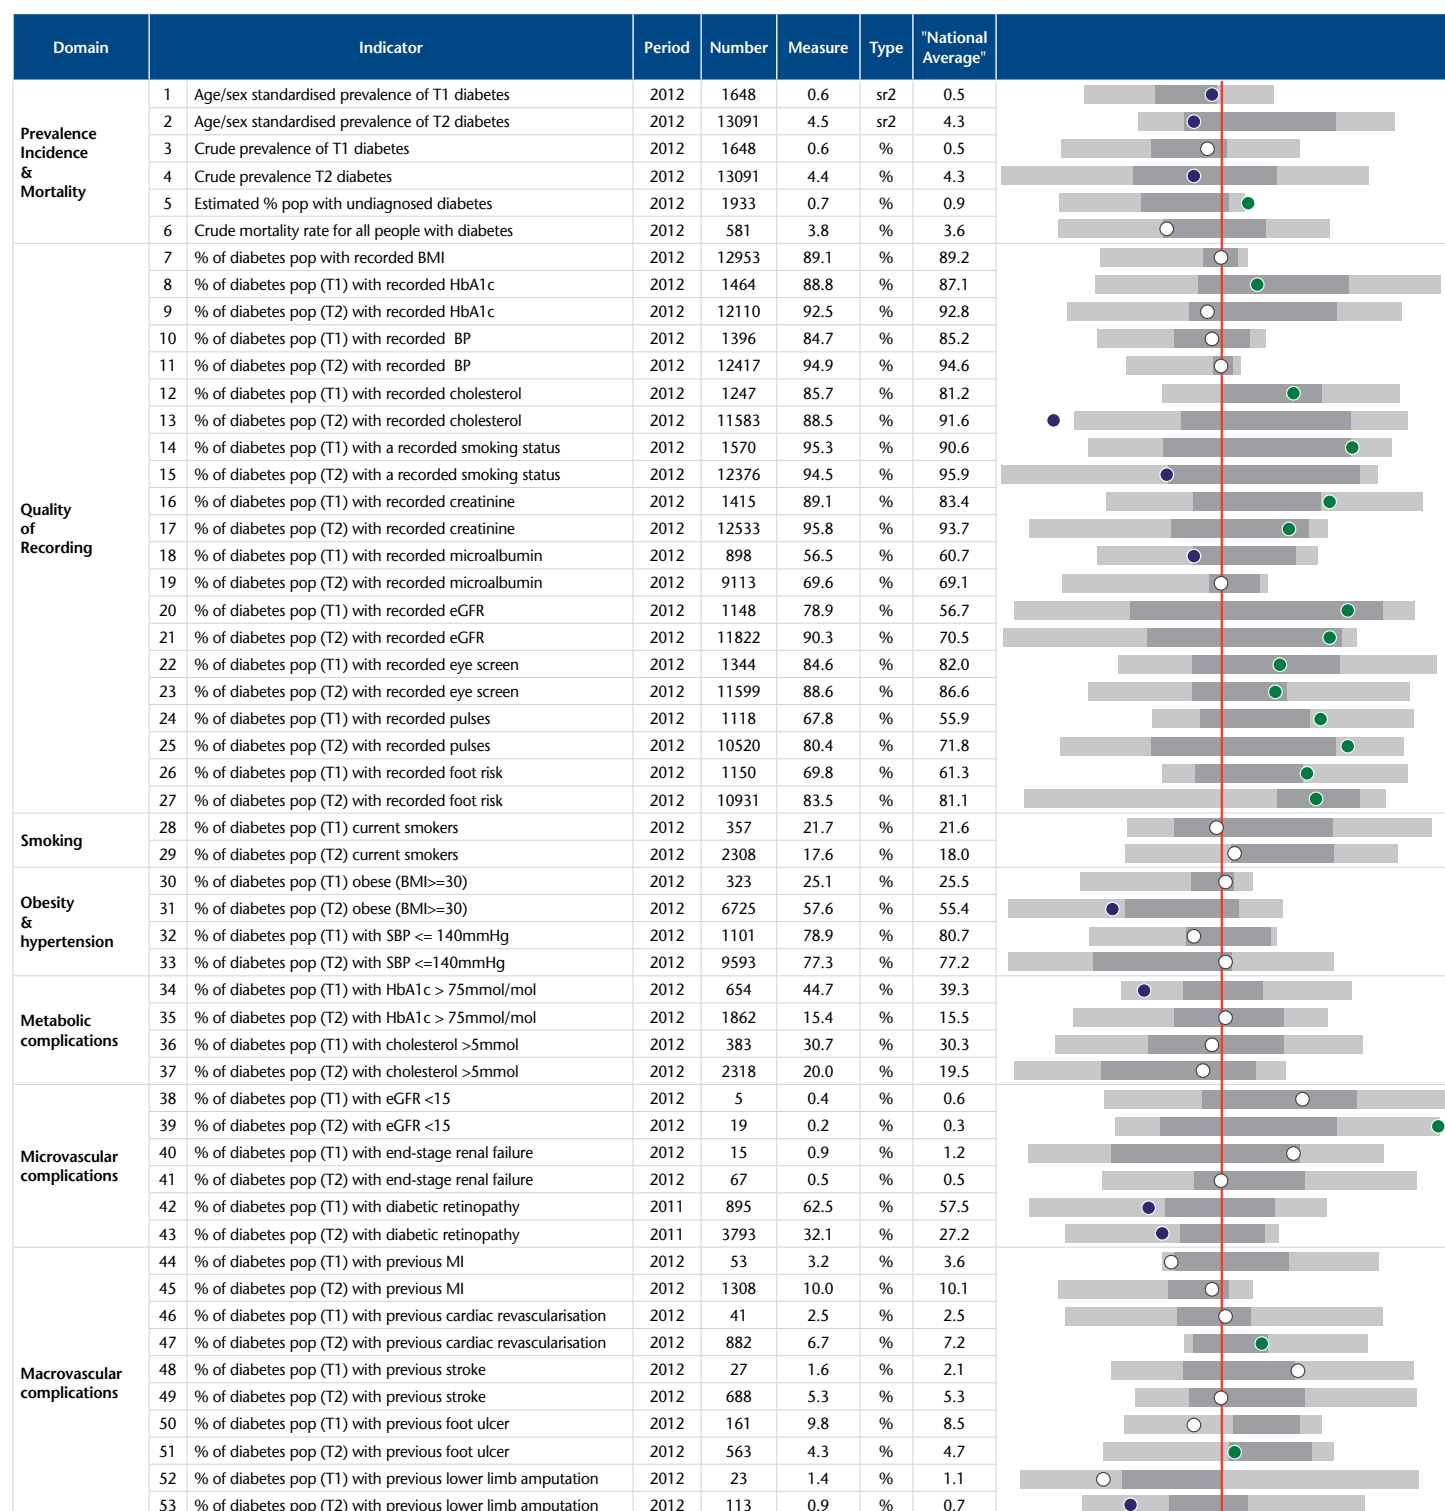 Domain Indicator Period Number Measure Type "National Average"
Prevalence Incidence & Mortality
1 Age/sex standardised prevalence of T1 diabetes 2012 1648 0.6 sr2 0.5
2 Age/sex standardised prevalence of T2 diabetes 2012 13091 4.5 sr2 4.3
3 Crude prevalence of T1 diabetes 2012 1648 0.6 % 0.5
4 Crude prevalence T2 diabetes 2012 13091 4.4 % 4.3
5 Estimated % pop with undiagnosed diabetes 2012 1933 0.7 % 0.9
6 Crude mortality rate for all people with diabetes 2012 581 3.8 % 3.6
Quality of Recording
7 % of diabetes pop with recorded BMI 2012 12953 89.1 % 89.2
8 % of diabetes pop (T1) with recorded HbA1c 2012 1464 88.8 % 87.1
9 % of diabetes pop (T2) with recorded HbA1c 2012 12110 92.5 % 92.8
10 % of diabetes pop (T1) with recorded BP 2012 1396 84.7 % 85.2
11 % of diabetes pop (T2) with recorded BP 2012 12417 94.9 % 94.6
12 % of diabetes pop (T1) with recorded cholesterol 2012 1247 85.7 % 81.2
13 % of diabetes pop (T2) with recorded cholesterol 2012 11583 88.5 % 91.6
14 % of diabetes pop (T1) with a recorded smoking status 2012 1570 95.3 % 90.6
15 % of diabetes pop (T2) with a recorded smoking status 2012 12376 94.5 % 95.9
16 % of diabetes pop (T1) with recorded creatinine 2012 1415 89.1 % 83.4
17 % of diabetes pop (T2) with recorded creatinine 2012 12533 95.8 % 93.7
18 % of diabetes pop (T1) with recorded microalbumin 2012 898 56.5 % 60.7
19 % of diabetes pop (T2) with recorded microalbumin 2012 9113 69.6 % 69.1
20 % of diabetes pop (T1) with recorded eGFR 2012 1148 78.9 % 56.7
21 % of diabetes pop (T2) with recorded eGFR 2012 11822 90.3 % 70.5
22 % of diabetes pop (T1) with recorded eye screen 2012 1344 84.6 % 82.0
23 % of diabetes pop (T2) with recorded eye screen 2012 11599 88.6 % 86.6
24 % of diabetes pop (T1) with recorded pulses 2012 1118 67.8 % 55.9
25 % of diabetes pop (T2) with recorded pulses 2012 10520 80.4 % 71.8
26 % of diabetes pop (T1) with recorded foot risk 2012 1150 69.8 % 61.3
27 % of diabetes pop (T2) with recorded foot risk 2012 10931 83.5 % 81.1
Smoking
28 % of diabetes pop (T1) current smokers 2012 357 21.7 % 21.6
29 % of diabetes pop (T2) current smokers 2012 2308 17.6 % 18.0
Obesity & hypertension
30 % of diabetes pop (T1) obese (BMI>=30) 2012 323 25.1 % 25.5
31 % of diabetes pop (T2) obese (BMI>=30) 2012 6725 57.6 % 55.4
32 % of diabetes pop (T1) with SBP <= 140mmHg 2012 1101 78.9 % 80.7
33 % of diabetes pop (T2) with SBP <=140mmHg 2012 9593 77.3 % 77.2
Metabolic complications
34 % of diabetes pop (T1) with HbA1c > 75mmol/mol 2012 654 44.7 % 39.3
35 % of diabetes pop (T2) with HbA1c > 75mmol/mol 2012 1862 15.4 % 15.5
36 % of diabetes pop (T1) with cholesterol >5mmol 2012 383 30.7 % 30.3
37 % of diabetes pop (T2) with cholesterol >5mmol 2012 2318 20.0 % 19.5
Microvascular complications
38 % of diabetes pop (T1) with eGFR <15 2012 5 0.4 % 0.6
39 % of diabetes pop (T2) with eGFR <15 2012 19 0.2 % 0.3
40 % of diabetes pop (T1) with end-stage renal failure 2012 15 0.9 % 1.2
41 % of diabetes pop (T2) with end-stage renal failure 2012 67 0.5 % 0.5
42 % of diabetes pop (T1) with diabetic retinopathy 2011 895 62.5 % 57.5
43 % of diabetes pop (T2) with diabetic retinopathy 2011 3793 32.1 % 27.2
Macrovascular complications
44 % of diabetes pop (T1) with previous MI 2012 53 3.2 % 3.6
45 % of diabetes pop (T2) with previous MI 2012 1308 10.0 % 10.1
46 % of diabetes pop (T1) with previous cardiac revascularisation 2012 41 2.5 % 2.5
47 % of diabetes pop (T2) with previous cardiac revascularisation 2012 882 6.7 % 7.2
48 % of diabetes pop (T1) with previous stroke 2012 27 1.6 % 2.1
49 % of diabetes pop (T2) with previous stroke 2012 688 5.3 % 5.3
50 % of diabetes pop (T1) with previous foot ulcer 2012 161 9.8 % 8.5
51 % of diabetes pop (T2) with previous foot ulcer 2012 563 4.3 % 4.7
52 % of diabetes pop (T1) with previous lower limb amputation 2012 23 1.4 % 1.1
53 % of diabetes pop (T2) with previous lower limb amputation 2012 113 0.9 % 0.7